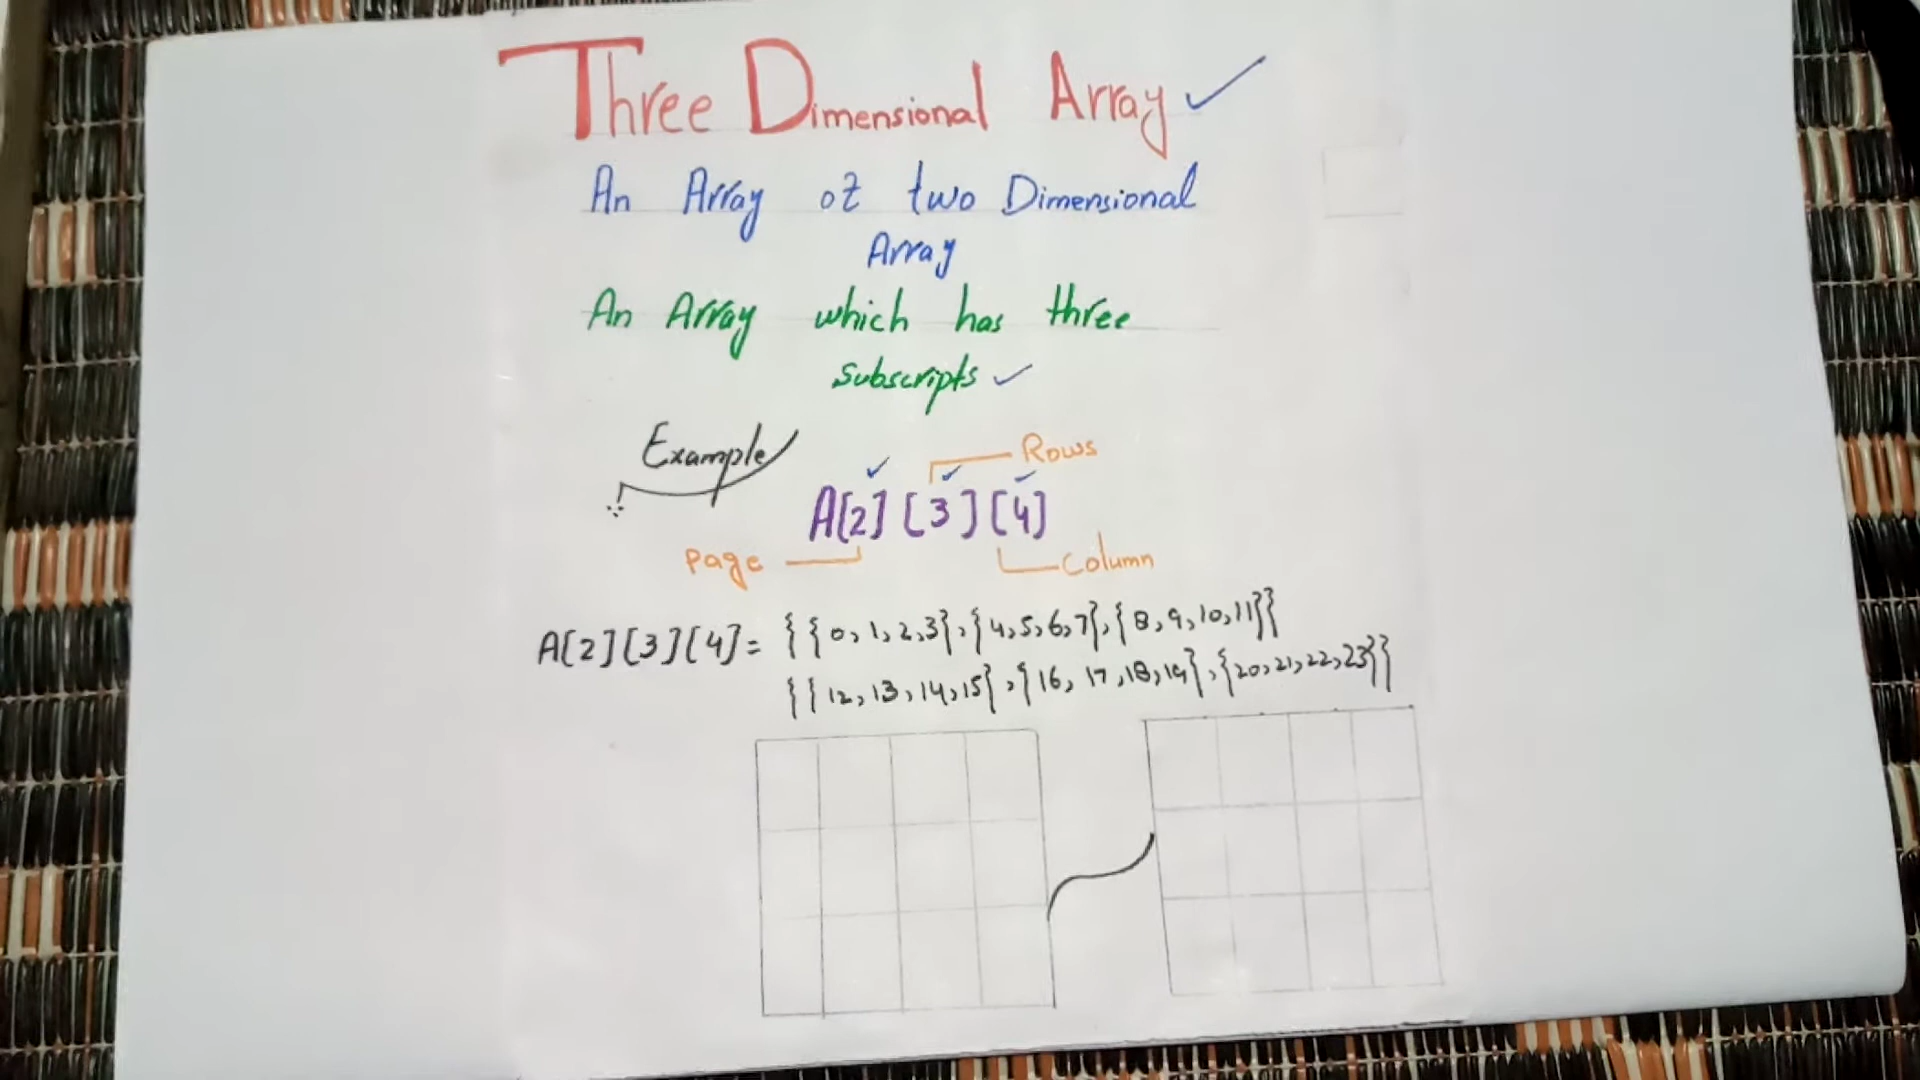 Three Dimensional Array ✓
An Array of two Dimensional
Array
An Array which has three
subscripts ✓
Example
Rows
A[2][3][4]
Page
Column
A[2][3][4]= {{0,1,2,3},{4,5,6,7},{8,9,10,11}}
{{12,13,14,15},{16,17,18,19},{20,21,22,23}}